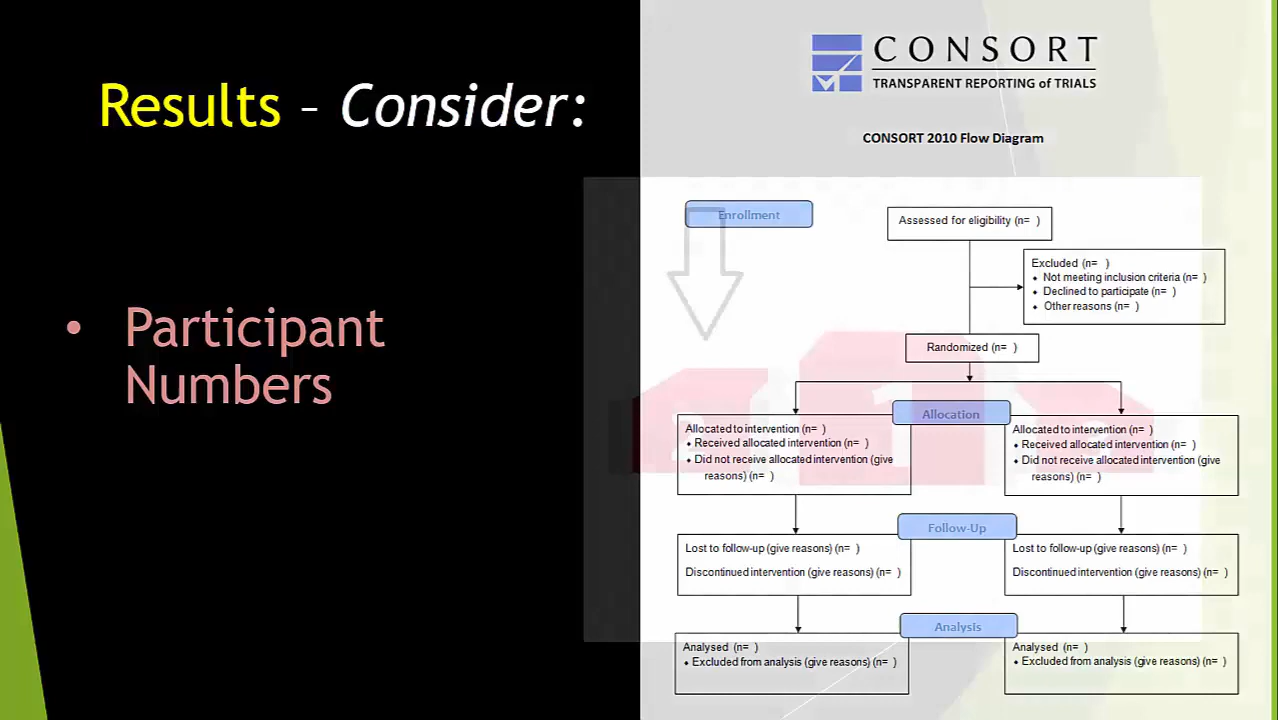 Results – Consider:
• Participant
Numbers
CONSORT
TRANSPARENT REPORTING of TRIALS
CONSORT 2010 Flow Diagram
Enrollment
Assessed for eligibility (n= )
Excluded (n= )
♦ Not meeting inclusion criteria (n= )
♦ Declined to participate (n= )
♦ Other reasons (n= )
Randomized (n= )
Allocation
Allocated to intervention (n= )
♦ Received allocated intervention (n= )
♦ Did not receive allocated intervention (give
reasons) (n= )
Allocated to intervention (n= )
♦ Received allocated intervention (n= )
♦ Did not receive allocated intervention (give
reasons) (n= )
Follow-Up
Lost to follow-up (give reasons) (n= )
Discontinued intervention (give reasons) (n= )
Lost to follow-up (give reasons) (n= )
Discontinued intervention (give reasons) (n= )
Analysis
Analysed (n= )
♦ Excluded from analysis (give reasons) (n= )
Analysed (n= )
♦ Excluded from analysis (give reasons) (n= )
2 1 3